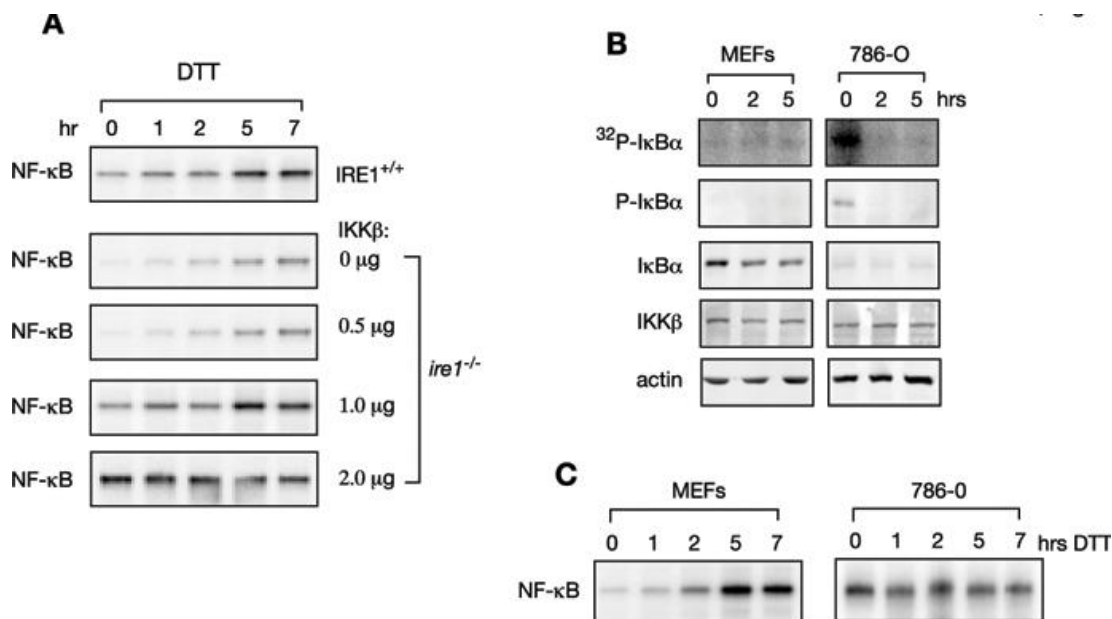 A
DTT
hr 0 1 2 5 7
NF-κB IRE1+/+
IKKβ:
NF-κB 0 μg
NF-κB 0.5 μg
ire1-/-
NF-κB 1.0 μg
NF-κB 2.0 μg
B
MEFs 786-O
0 2 5 0 2 5 hrs
32P-IκBα
P-IκBα
IκBα
IKKβ
actin
C
MEFs 786-0
0 1 2 5 7 0 1 2 5 7 hrs DTT
NF-κB